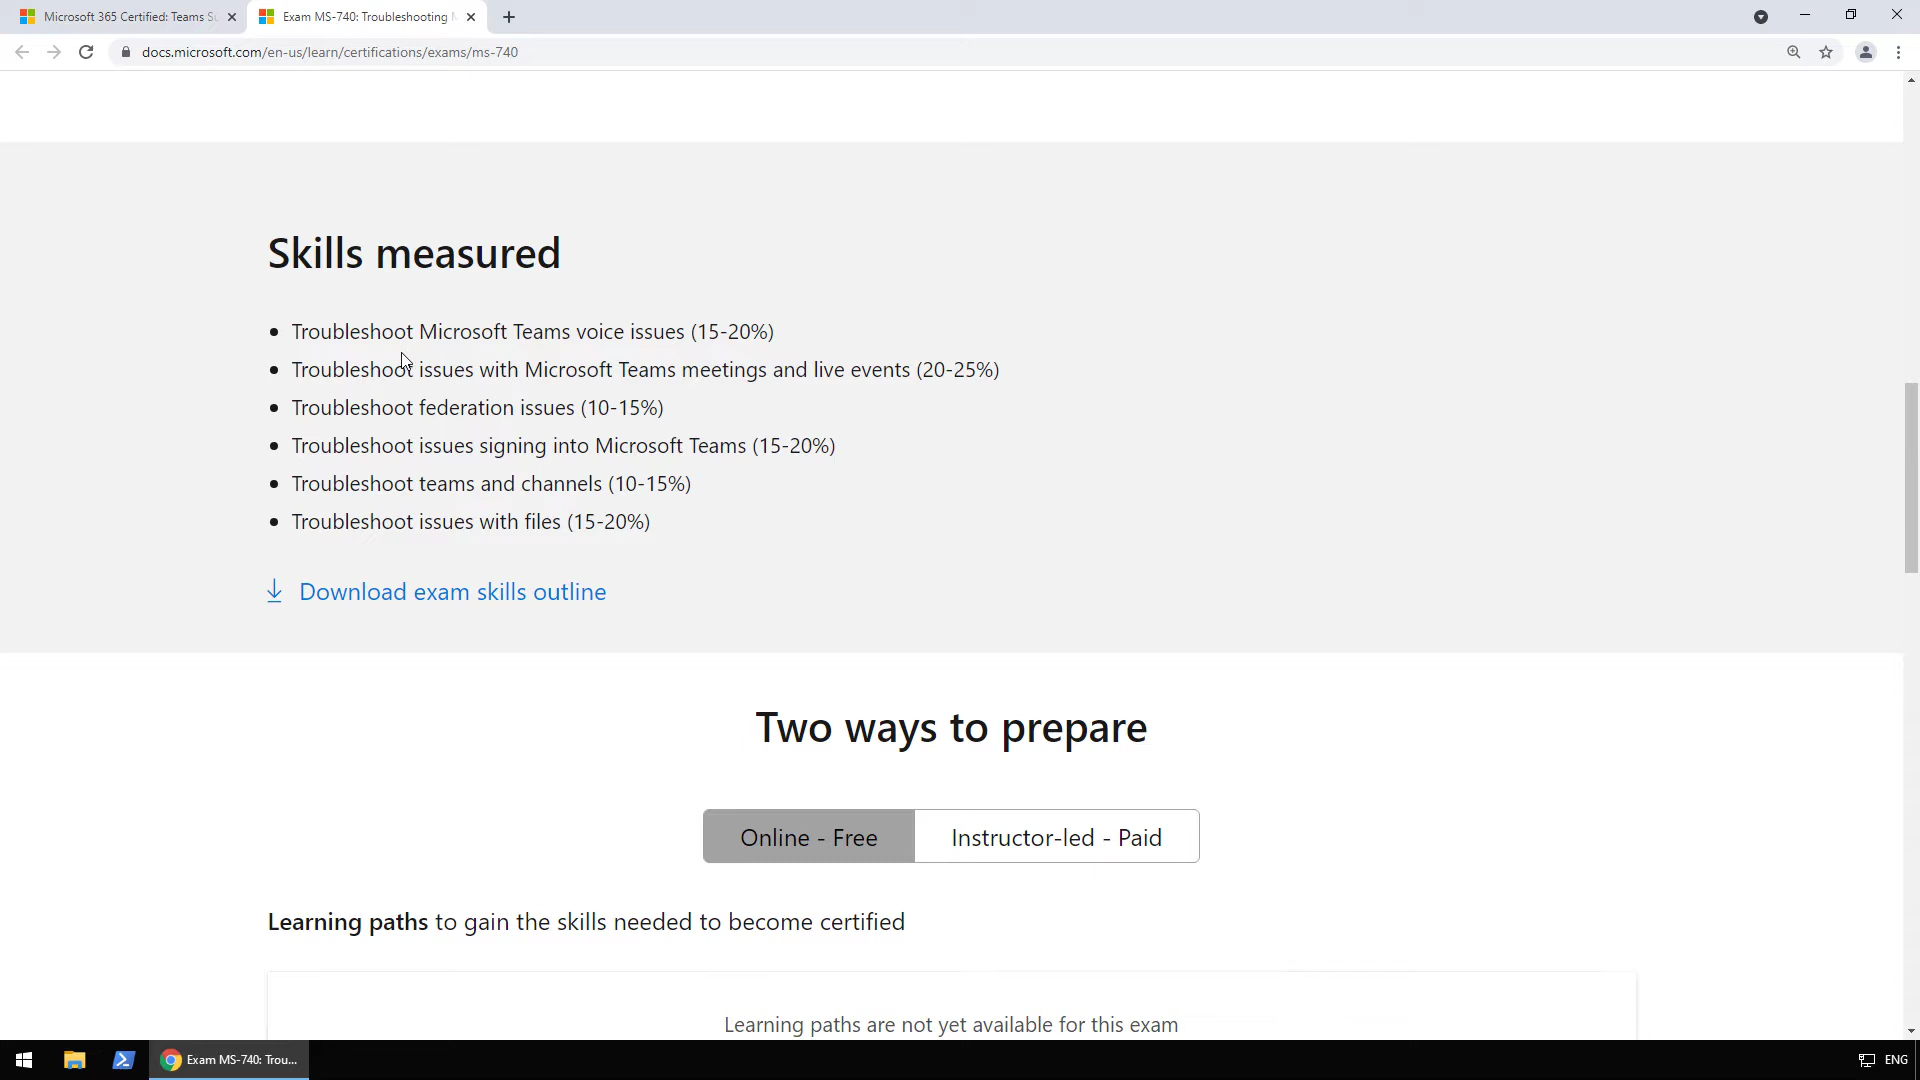 Microsoft 365 Certified: Teams Su
Exam MS-740: Troubleshooting M
docs.microsoft.com/en-us/learn/certifications/exams/ms-740
Skills measured
Troubleshoot Microsoft Teams voice issues (15-20%)
Troubleshoot issues with Microsoft Teams meetings and live events (20-25%)
Troubleshoot federation issues (10-15%)
Troubleshoot issues signing into Microsoft Teams (15-20%)
Troubleshoot teams and channels (10-15%)
Troubleshoot issues with files (15-20%)
Download exam skills outline
Two ways to prepare
Online - Free
Instructor-led - Paid
Learning paths to gain the skills needed to become certified
Learning paths are not yet available for this exam
Exam MS-740: Trou...
ENG